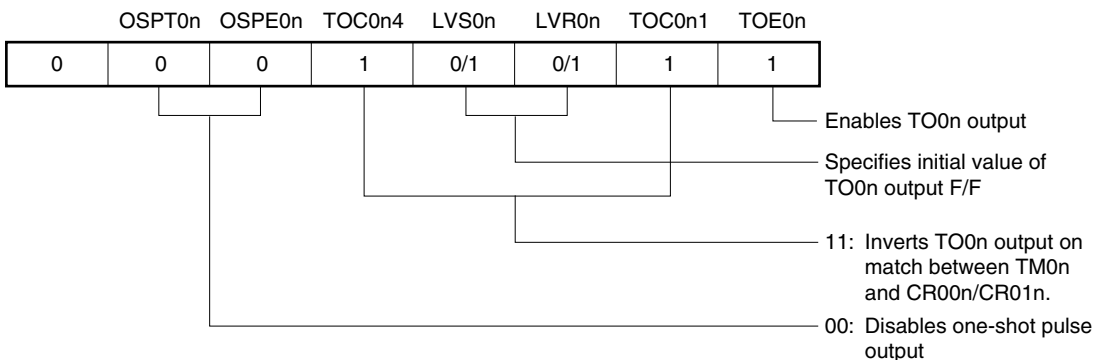 OSPT0n OSPE0n TOC0n4 LVS0n LVR0n TOC0n1 TOE0n
0 0 0 1 0/1 0/1 1 1
Enables TO0n output
Specifies initial value of
TO0n output F/F
11: Inverts TO0n output on
match between TM0n
and CR00n/CR01n.
00: Disables one-shot pulse
output